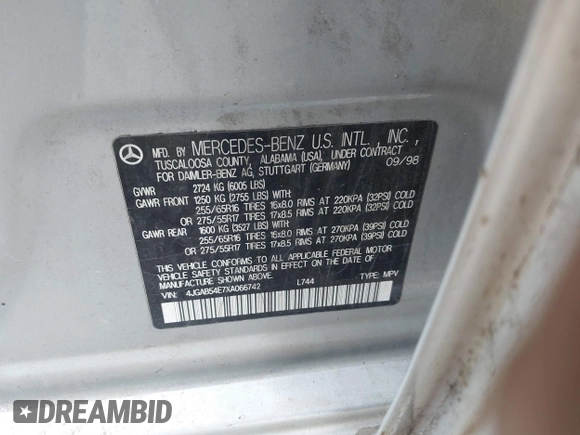 MFD. BY MERCEDES-BENZ U.S. INTL., INC.,
TUSCALOOSA COUNTY, ALABAMA (USA), UNDER CONTRACT
FOR DAIMLER-BENZ AG, STUTTGART (GERMANY) 09/98
GVWR 2724 KG (6005 LBS)
GAWR FRONT 1250 KG (2755 LBS) WITH:
255/65R16 TIRES 16x8.0 RIMS AT 220KPA (32PSI) COLD
OR 275/55R17 TIRES 17x8.5 RIMS AT 220KPA (32PSI) COLD
GAWR REAR 1600 KG (3527 LBS) WITH:
255/65R16 TIRES 16x8.0 RIMS AT 270KPA (39PSI) COLD
OR 275/55R17 TIRES 17x8.5 RIMS AT 270KPA (39PSI) COLD
THIS VEHICLE CONFORMS TO ALL APPLICABLE FEDERAL MOTOR
VEHICLE SAFETY STANDARDS IN EFFECT ON THE DATE OF
MANUFACTURE SHOWN ABOVE.
VIN: 4JGAB54E7XA066742 L744 TYPE: MPV
DREAMBID